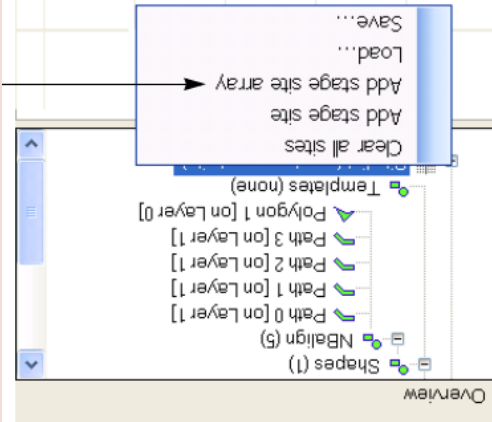 Overview
Shapes (1)
NBalign (5)
Path 0 [on Layer 1]
Path 1 [on Layer 1]
Path 2 [on Layer 1]
Path 3 [on Layer 1]
Polygon 1 [on Layer 0]
Templates (none)
Clear all sites
Add stage site
Add stage site array
Load...
Save...